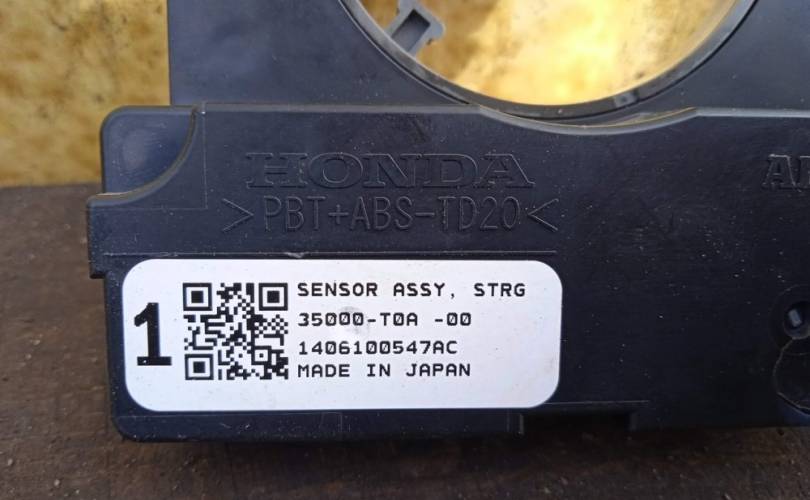 HONDA
>PBT+ABS-TD20<
1
SENSOR ASSY, STRG
35000-T0A -00
1406100547AC
MADE IN JAPAN